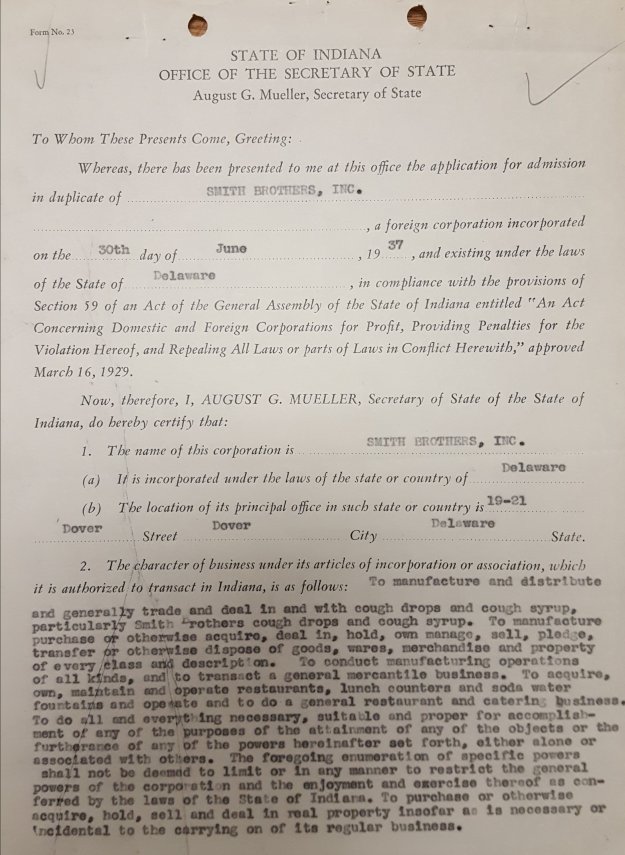 Form No. 23
STATE OF INDIANA
OFFICE OF THE SECRETARY OF STATE
August G. Mueller, Secretary of State
To Whom These Presents Come, Greeting:
Whereas, there has been presented to me at this office the application for admission
in duplicate of SMITH BROTHERS, INC.
, a foreign corporation incorporated
on the 30th day of June, 19 37, and existing under the laws
of the State of Delaware, in compliance with the provisions of
Section 59 of an Act of the General Assembly of the State of Indiana entitled "An Act
Concerning Domestic and Foreign Corporations for Profit, Providing Penalties for the
Violation Hereof, and Repealing All Laws or parts of Laws in Conflict Herewith," approved
March 16, 1929.
Now, therefore, I, AUGUST G. MUELLER, Secretary of State of the State of
Indiana, do hereby certify that:
1. The name of this corporation is SMITH BROTHERS, INC.
(a) It is incorporated under the laws of the state or country of Delaware
(b) The location of its principal office in such state or country is 19-21
Dover Street Dover City Delaware State.
2. The character of business under its articles of incorporation or association, which
it is authorized to transact in Indiana, is as follows: To manufacture and distribute
and generally trade and deal in and with cough drops and cough syrup,
particularly Smith Brothers cough drops and cough syrup. To manufacture
purchase or otherwise acquire, deal in, hold, own manage, sell, pledge,
transfer or otherwise dispose of goods, wares, merchandise and property
of every class and description. To conduct manufacturing operations
of all kinds, and to transact a general mercantile business. To acquire,
own, maintain and operate restaurants, lunch counters and soda water
fountains and operate and to do a general restaurant and catering business.
To do all and everything necessary, suitable and proper for accomplish-
ment of any of the purposes of the attainment of any of the objects or the
furtherance of any of the powers hereinafter set forth, either alone or
associated with others. The foregoing enumeration of specific powers
shall not be deemed to limit or in any manner to restrict the general
powers of the corporation and the enjoyment and exercise thereof as con-
ferred by the laws of the State of Indiana. To purchase or otherwise
acquire, hold, sell and deal in real property insofar as is necessary or
incidental to the carrying on of its regular business.